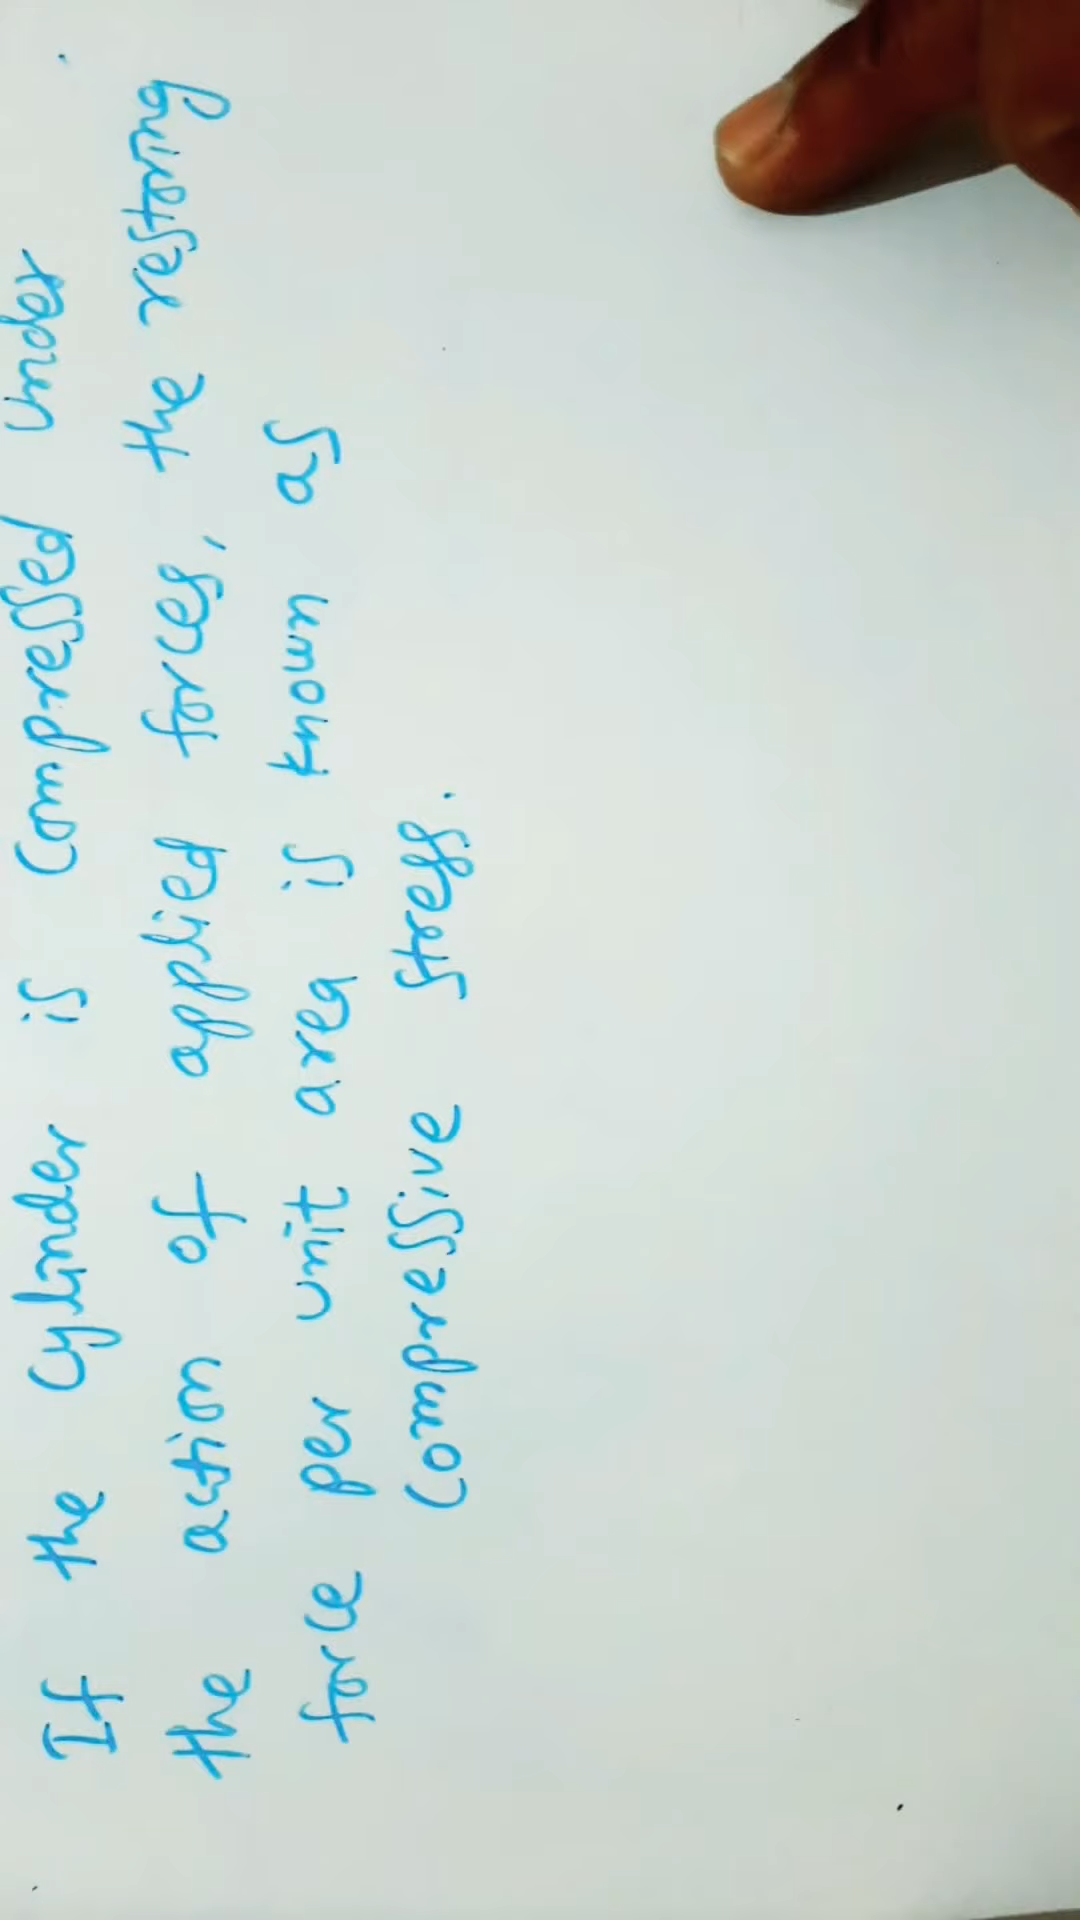 If the cylinder is compressed under
the action of applied forces, the resting
force per unit area is known as
compressive stress.